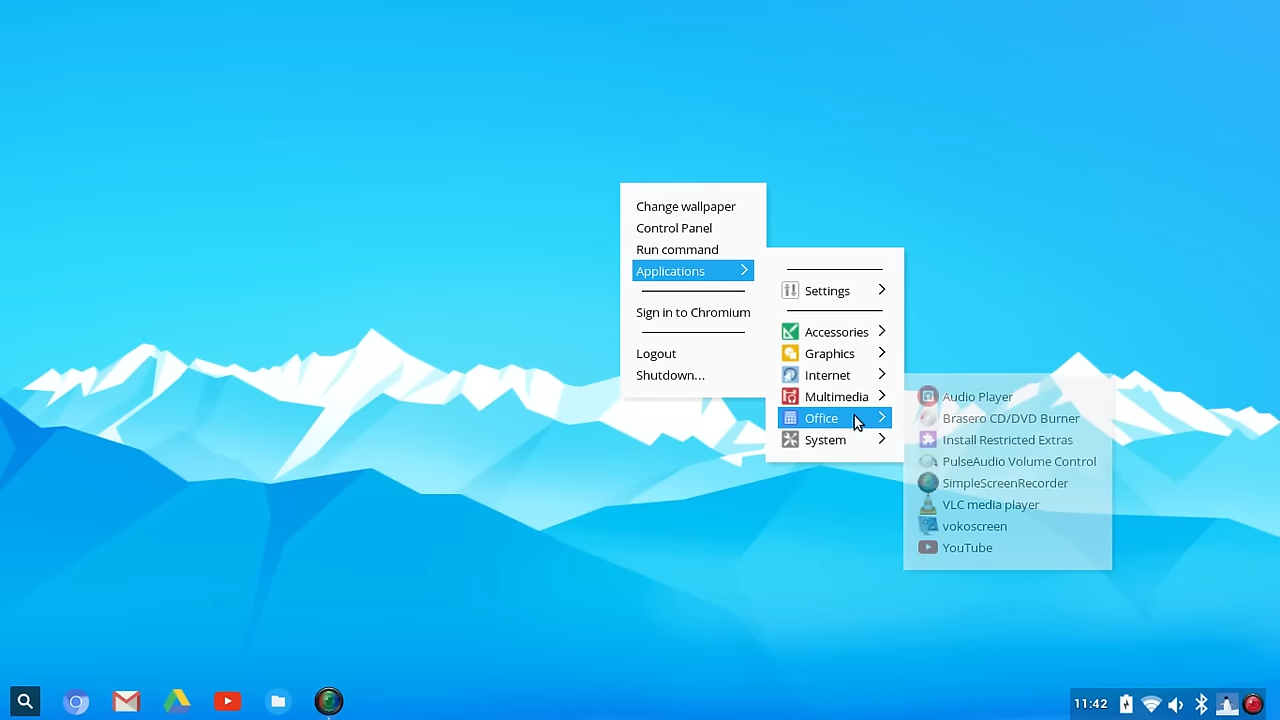 Change wallpaper
Control Panel
Run command
Applications
Sign in to Chromium
Logout
Shutdown...
Settings
Accessories
Graphics
Internet
Multimedia
Office
System
Audio Player
Brasero CD/DVD Burner
Install Restricted Extras
PulseAudio Volume Control
SimpleScreenRecorder
VLC media player
vokoscreen
YouTube
11:42